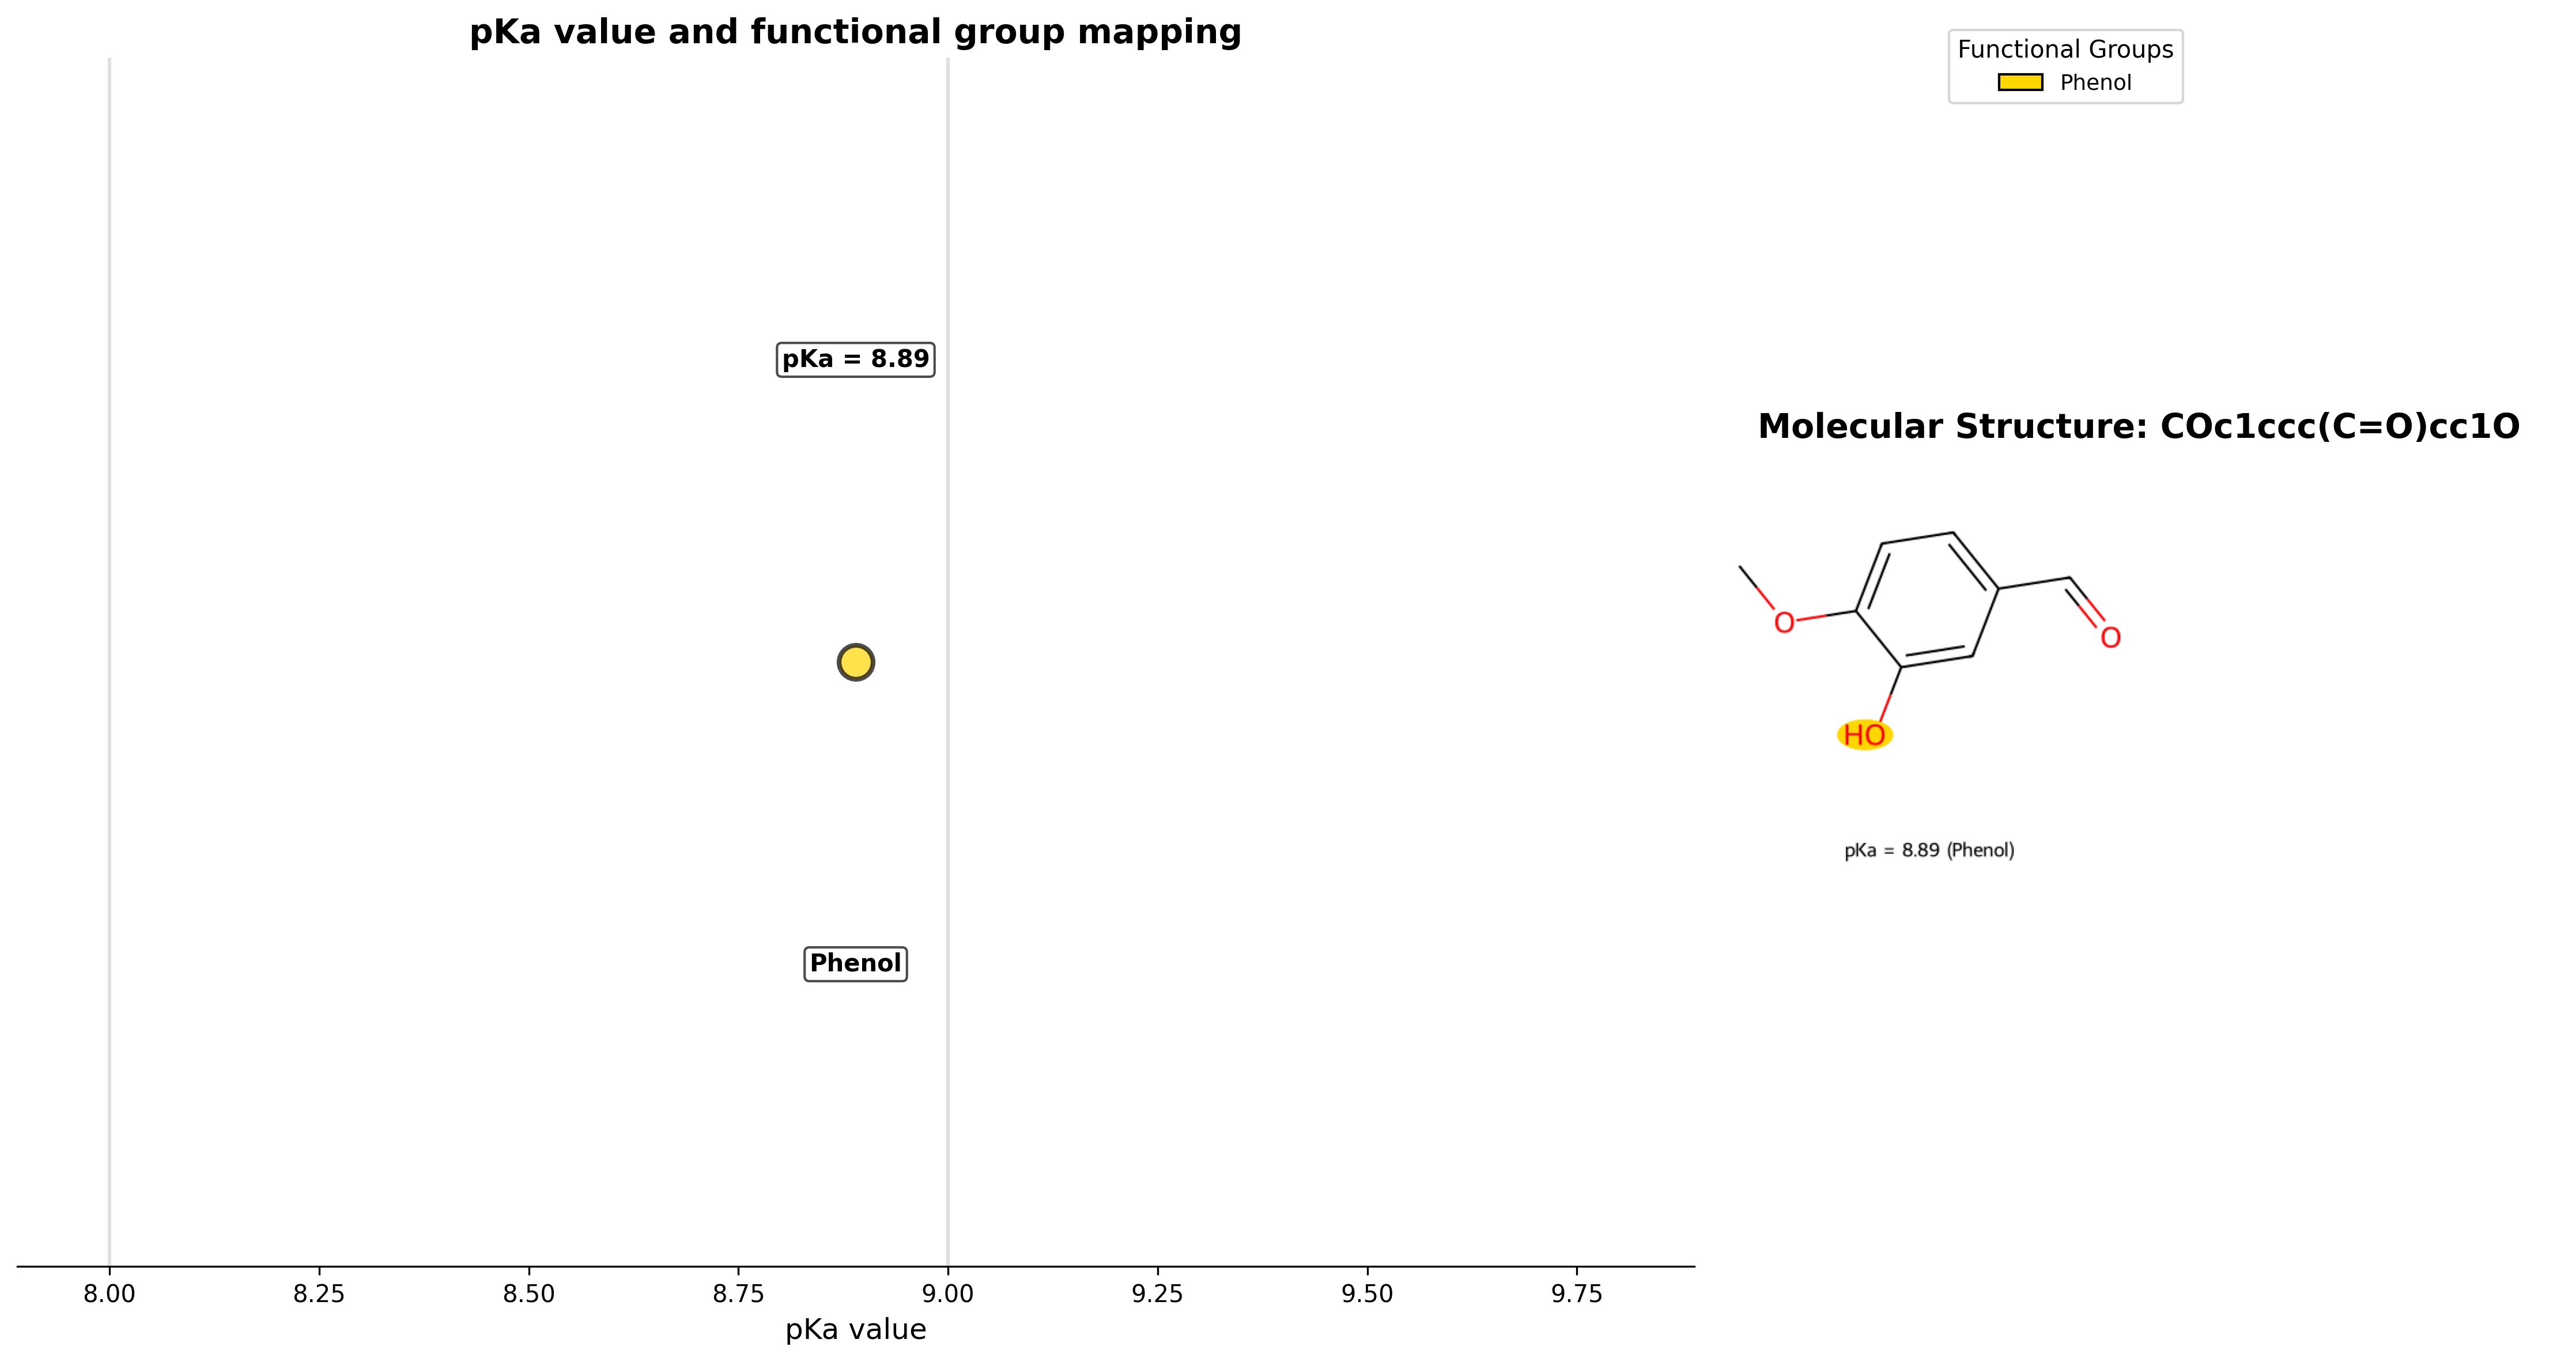 pKa value and functional group mapping
pKa = 8.89
Phenol
8.00 8.25 8.50 8.75 9.00 9.25 9.50 9.75
pKa value
Functional Groups
Phenol
Molecular Structure: COc1ccc(C=O)cc1O
O
O
HO
pKa = 8.89 (Phenol)